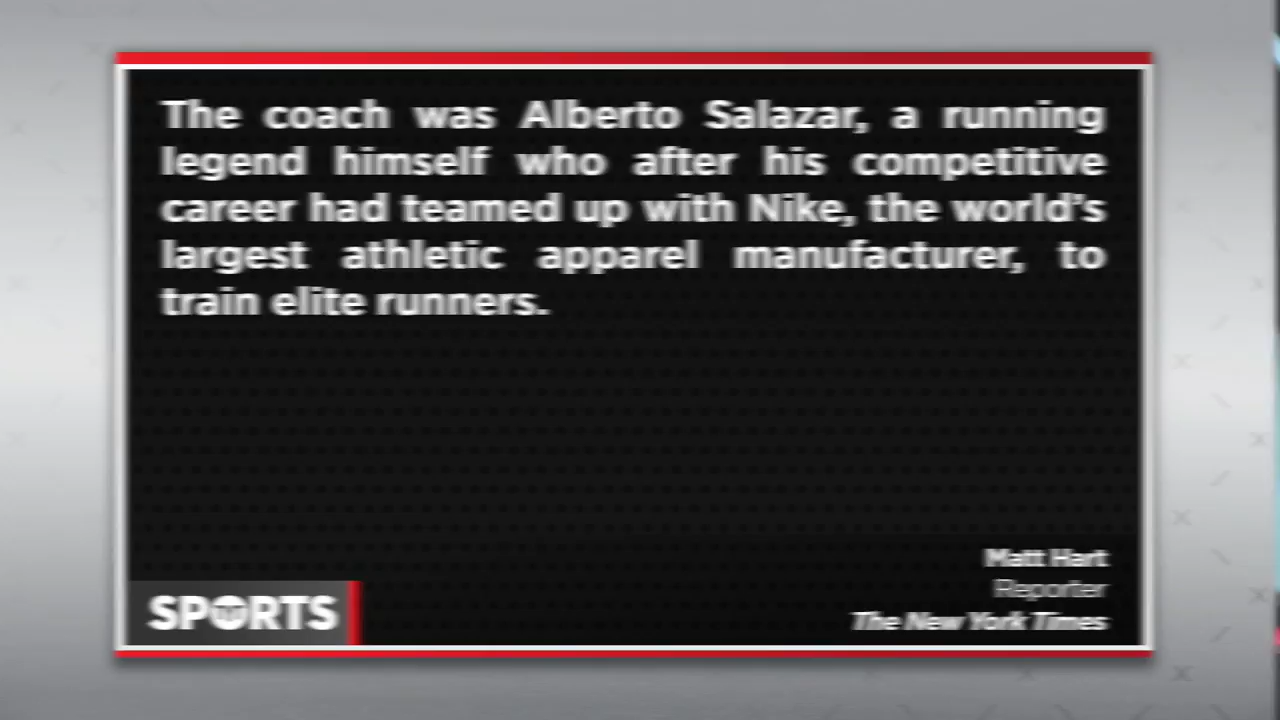 The coach was Alberto Salazar, a running
legend himself who after his competitive
career had teamed up with Nike, the world's
largest athletic apparel manufacturer, to
train elite runners.
Matt Hart
Reporter
The New York Times
SPORTS